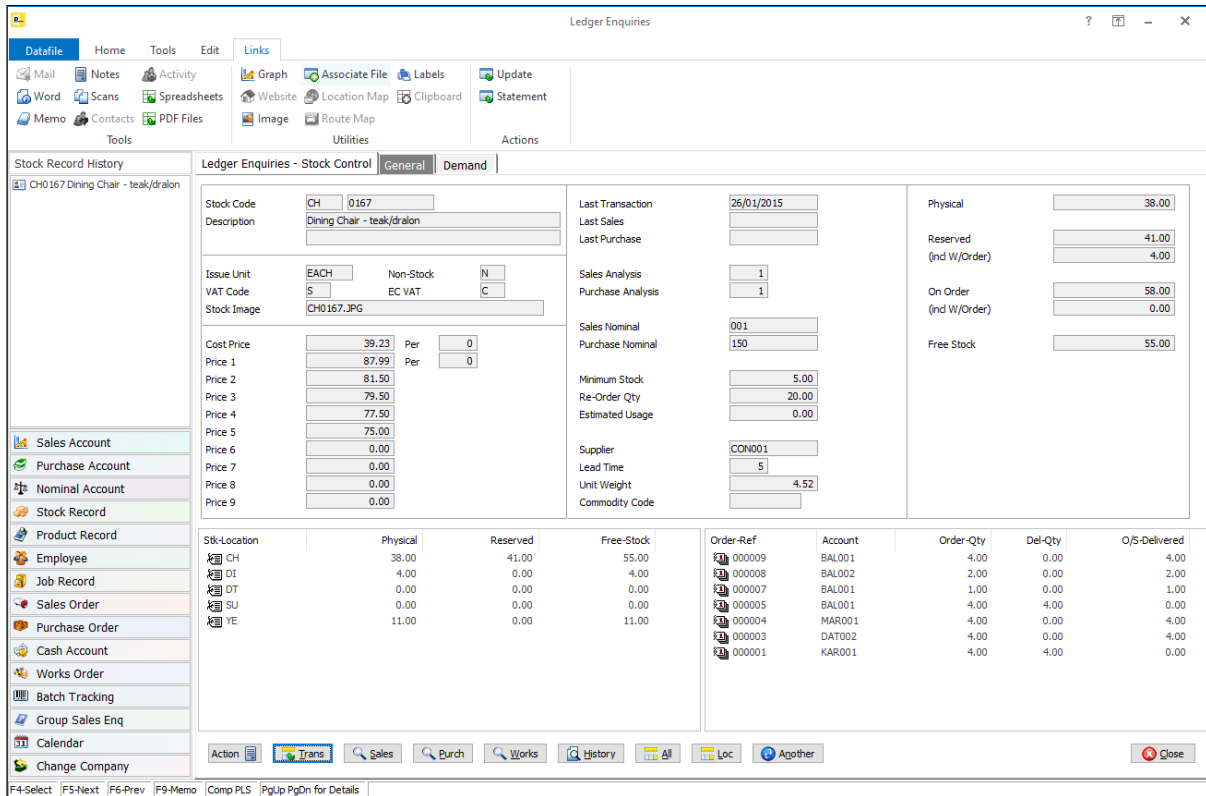 Ledger Enquiries
Datafile Home Tools Edit Links
Mail Notes Activity Graph Associate File Labels Update
Word Scans Spreadsheets Website Location Map Clipboard Statement
Memo Contacts PDF Files Image Route Map
Tools Utilities Actions
Stock Record History
CH0167 Dining Chair - teak/dralon
Sales Account
Purchase Account
Nominal Account
Stock Record
Product Record
Employee
Job Record
Sales Order
Purchase Order
Cash Account
Works Order
Batch Tracking
Group Sales Enq
Calendar
Change Company
Ledger Enquiries - Stock Control General Demand
Stock Code CH 0167
Description Dining Chair - teak/dralon
Issue Unit EACH Non-Stock N
VAT Code S EC VAT C
Stock Image CH0167.JPG
Cost Price 39.23 Per 0
Price 1 87.99 Per 0
Price 2 81.50
Price 3 79.50
Price 4 77.50
Price 5 75.00
Price 6 0.00
Price 7 0.00
Price 8 0.00
Price 9 0.00
Last Transaction 26/01/2015
Last Sales
Last Purchase
Sales Analysis 1
Purchase Analysis 1
Sales Nominal 001
Purchase Nominal 150
Minimum Stock 5.00
Re-Order Qty 20.00
Estimated Usage 0.00
Supplier CON001
Lead Time 5
Unit Weight 4.52
Commodity Code
Physical 38.00
Reserved 41.00
(incl W/Order) 4.00
On Order 58.00
(incl W/Order) 0.00
Free Stock 55.00
Stk-Location Physical Reserved Free-Stock
CH 38.00 41.00 55.00
DI 4.00 0.00 4.00
DT 0.00 0.00 0.00
SU 0.00 0.00 0.00
YE 11.00 0.00 11.00
Order-Ref Account Order-Qty Del-Qty O/S-Delivered
000009 BAL001 4.00 0.00 4.00
000008 BAL002 2.00 0.00 2.00
000007 BAL001 1.00 0.00 1.00
000005 BAL001 4.00 4.00 0.00
000004 MAR001 4.00 0.00 4.00
000003 DAT002 4.00 0.00 4.00
000001 KAR001 4.00 4.00 0.00
Action Trans Sales Purch Works History All Loc Another Close
F4-Select F5-Next F6-Prev F9-Memo Comp PLS PgUp PgDn for Details